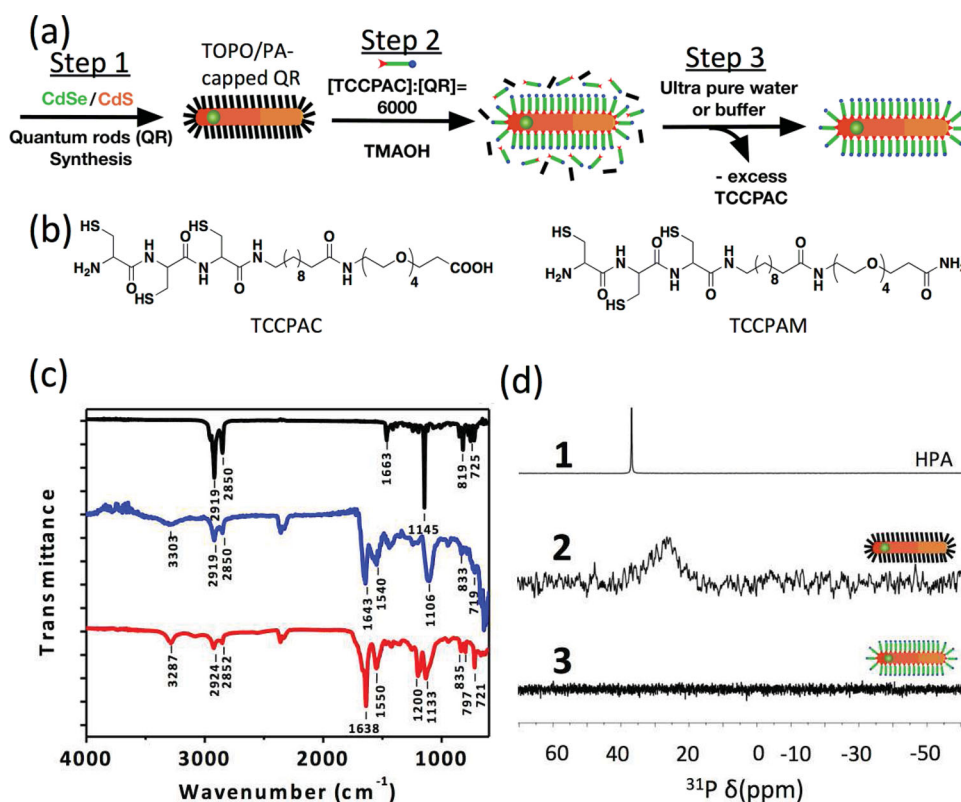 (a)
Step 1
CdSe/CdS
Quantum rods (QR)
Synthesis
TOPO/PA-
capped QR
Step 2
[TCCPAC]:[QR]=
6000
TMAOH
Step 3
Ultra pure water
or buffer
- excess
TCCPAC
(b)
HS
H2N
O
H
N
HS
O
N
H
HS
O
H
N
8
O
N
H
O
4
COOH
TCCPAC
HS
H2N
O
H
N
HS
O
N
H
HS
O
H
N
8
O
N
H
O
4
O
NH2
TCCPAM
(c)
Transmittance
2919
2850
1663
1145
819
725
3303
2919
2850
1643
1540
1106
833
719
3287
2924
2852
1638
1550
1200
1133
835
797
721
4000 3000 2000 1000
Wavenumber (cm-1)
(d)
1
HPA
2
3
60 40 20 0 -10 -30 -50
31P δ(ppm)